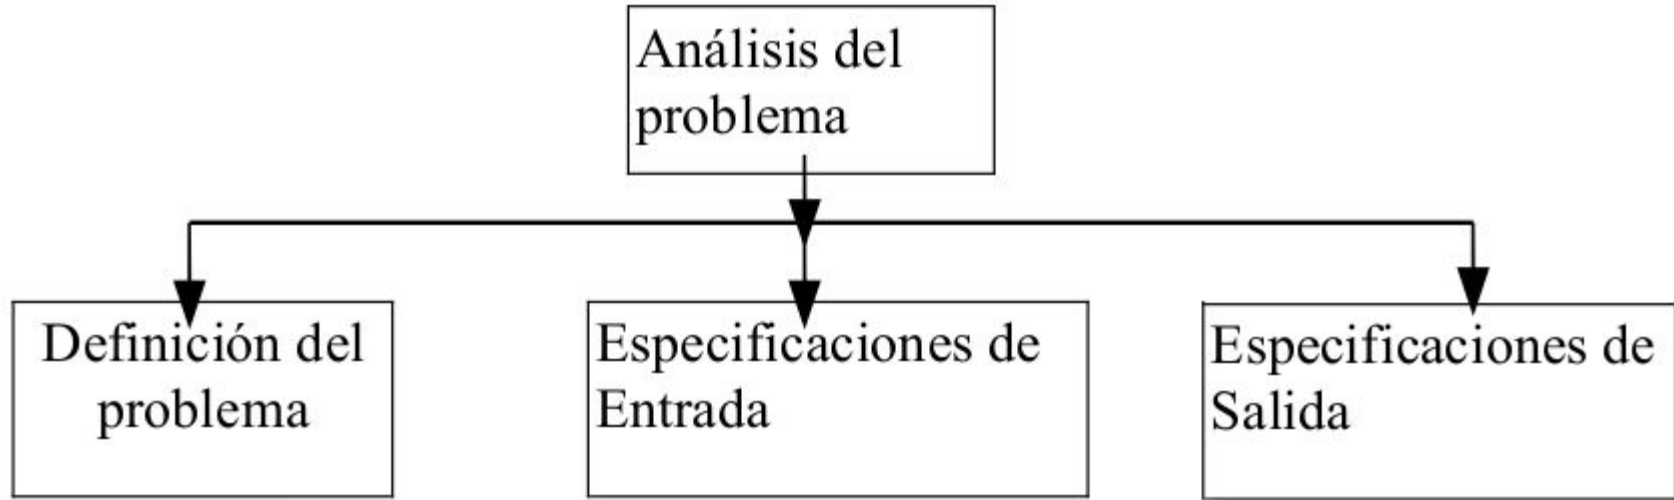 Análisis del
problema
Definición del
problema
Especificaciones de
Entrada
Especificaciones de
Salida